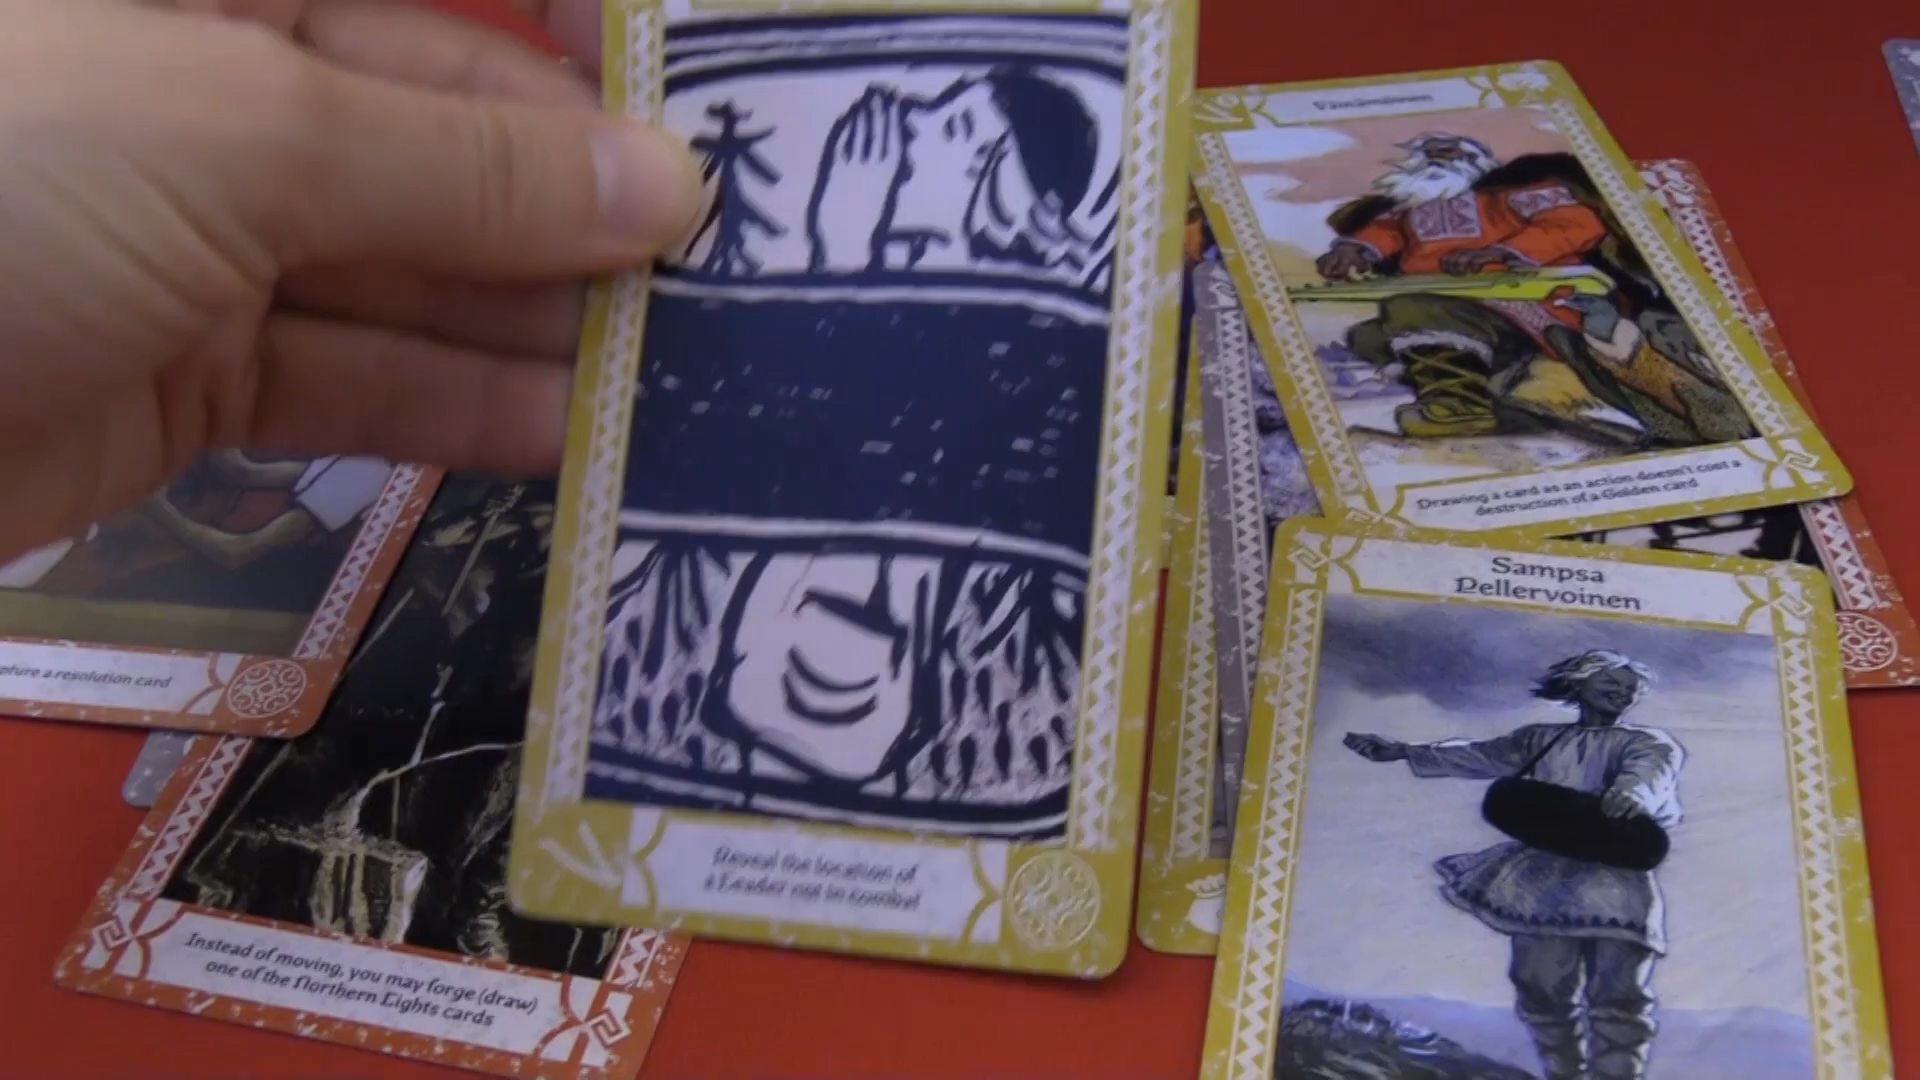 Väinämöinen
Drawing a card as an action doesn't cost a
destruction of a Golden card
Sampsa
Pellervoinen
capture a resolution card
Reveal the location of
a Leader not in combat
Instead of moving, you may forge (draw)
one of the Northern Lights cards